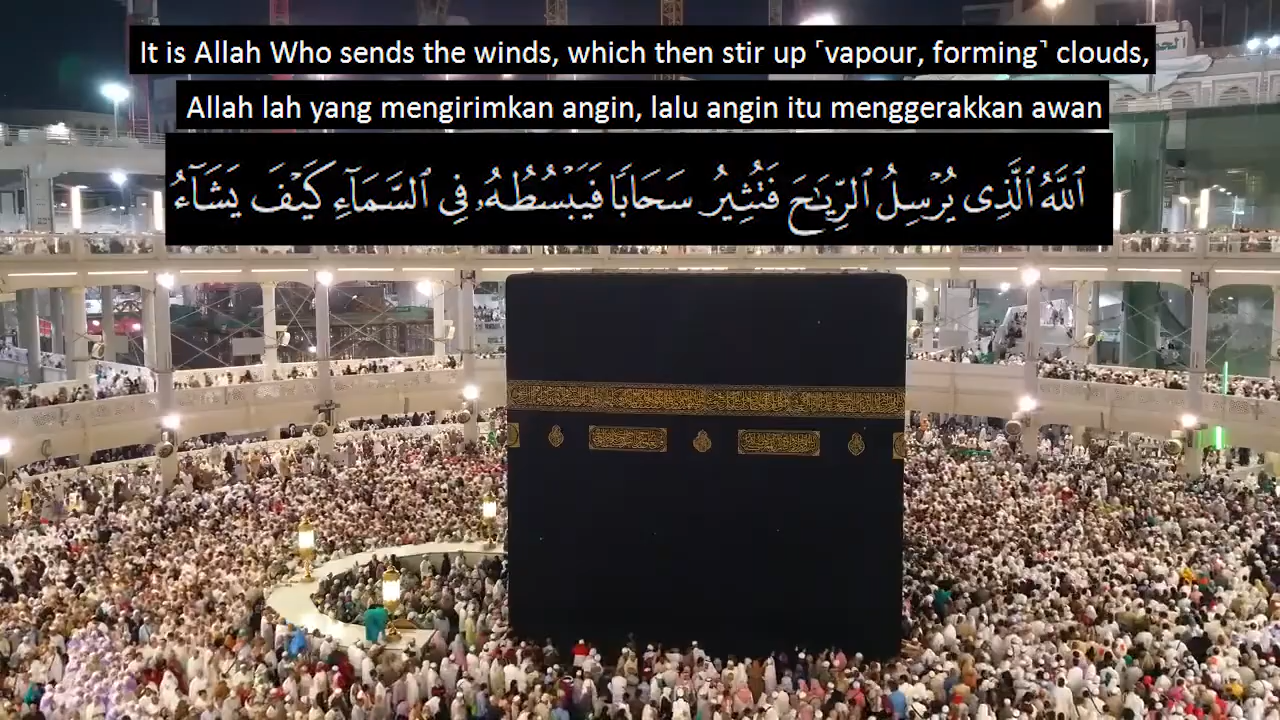 It is Allah Who sends the winds, which then stir up ˹vapour, forming˺ clouds,
Allah lah yang mengirimkan angin, lalu angin itu menggerakkan awan
ٱللَّهُ ٱلَّذِى يُرْسِلُ ٱلرِّيَـٰحَ فَتُثِيرُ سَحَابًا فَيَبْسُطُهُۥ فِى ٱلسَّمَآءِ كَيْفَ يَشَآءُ